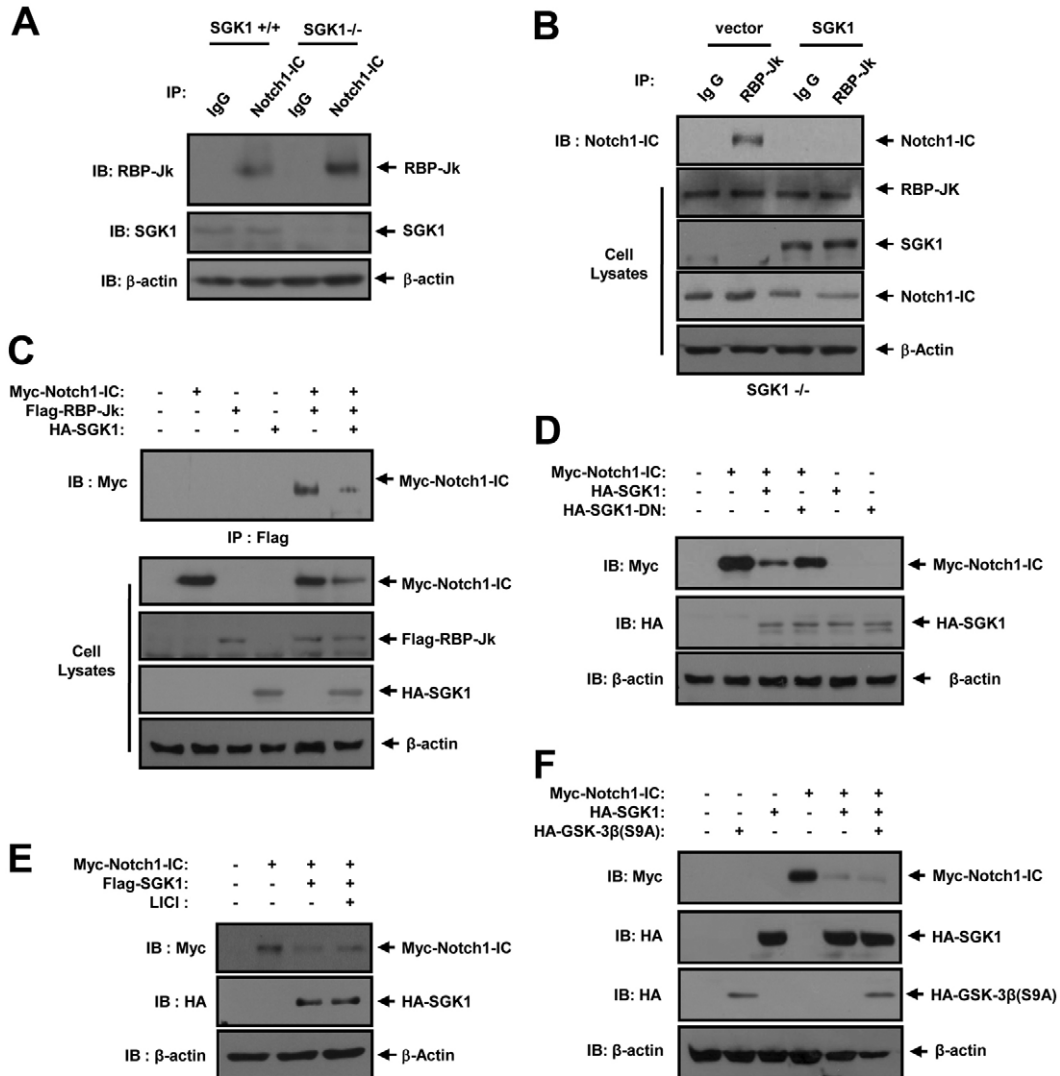 A
SGK1 +/+ SGK1-/-
IP: IgG Notch1-IC IgG Notch1-IC
IB: RBP-Jk RBP-Jk
IB: SGK1 SGK1
IB: β-actin β-actin
B
vector SGK1
IP: Ig G RBP-Jk Ig G RBP-Jk
IB : Notch1-IC Notch1-IC
RBP-JK
SGK1
Cell Lysates
Notch1-IC
β-Actin
SGK1 -/-
C
Myc-Notch1-IC: - + - - + +
Flag-RBP-Jk: - - + - + +
HA-SGK1: - - - + - +
IB : Myc Myc-Notch1-IC
IP : Flag
Myc-Notch1-IC
Flag-RBP-Jk
Cell Lysates
HA-SGK1
β-actin
D
Myc-Notch1-IC: - + + + - -
HA-SGK1: - - + - + -
HA-SGK1-DN: - - - + - +
IB: Myc Myc-Notch1-IC
IB: HA HA-SGK1
IB: β-actin β-actin
E
Myc-Notch1-IC: - + + +
Flag-SGK1: - - + +
LICl : - - - +
IB : Myc Myc-Notch1-IC
IB : HA HA-SGK1
IB : β-actin β-Actin
F
Myc-Notch1-IC: - - - + + +
HA-SGK1: - - + - + +
HA-GSK-3β(S9A): - + - - - +
IB: Myc Myc-Notch1-IC
IB: HA HA-SGK1
IB: HA HA-GSK-3β(S9A)
IB: β-actin β-actin